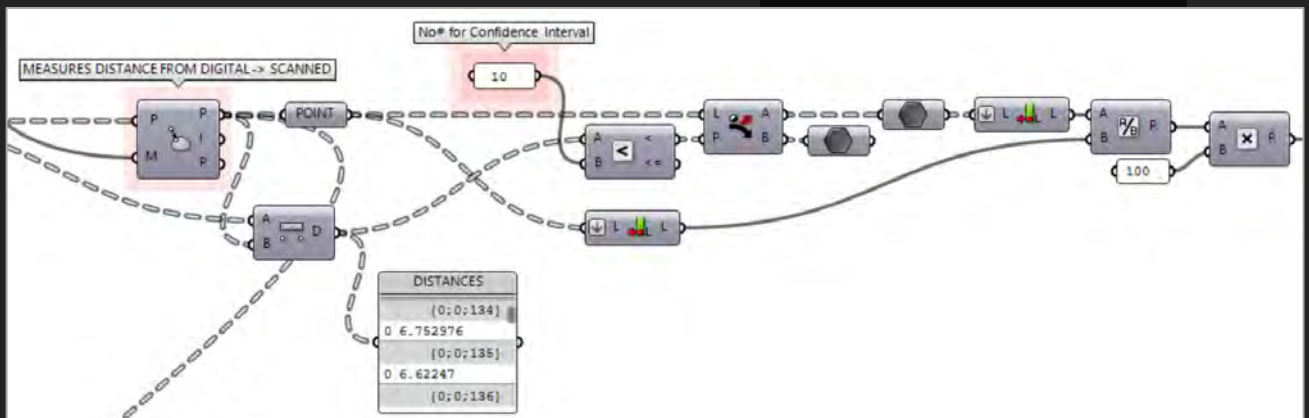 No# for Confidence Interval
MEASURES DISTANCE FROM DIGITAL-> SCANNED
10
P
M
P
I
P
POINT
A
B
<
<
<=
L
P
A
B
L
L
A
B
A/B
R
100
A
B
×
R
A
B
D
L
L
DISTANCES
{0;0;134}
0 6.752976
{0;0;135}
0 6.62247
{0;0;136}